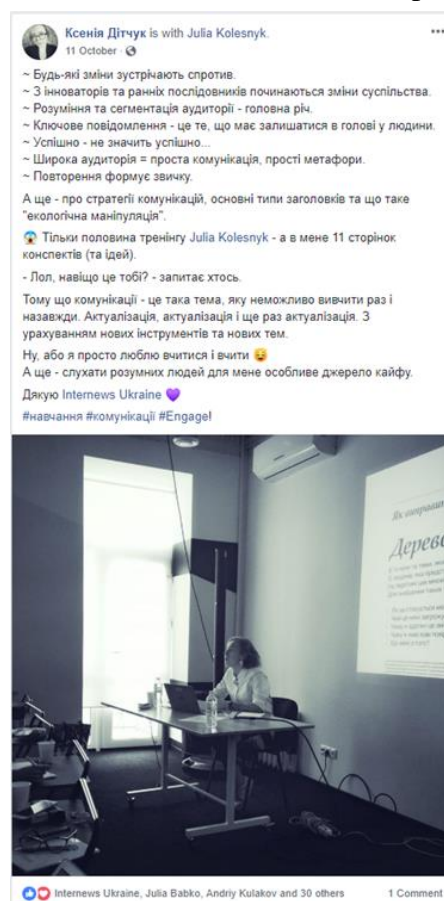 Ксенія Дітчук is with Julia Kolesnyk.
11 October
~ Будь-які зміни зустрічають спротив.
~ З інноваторів та ранніх послідовників починаються зміни суспільства.
~ Розуміння та сегментація аудиторії - головна річ.
~ Ключове повідомлення - це те, що має залишатися в голові у людини.
~ Успішно - не значить успішно...
~ Широка аудиторія = проста комунікація, прості метафори.
~ Повторення формує звичку.
А ще - про стратегії комунікацій, основні типи заголовків та що таке
"екологічна маніпуляція".
😱 Тільки половина тренінгу Julia Kolesnyk - а в мене 11 сторінок
конспектів (та ідей).
- Лол, навіщо це тобі? - запитає хтось.
Тому що комунікації - це така тема, яку неможливо вивчити раз і
назавжди. Актуалізація, актуалізація і ще раз актуалізація. З
урахуванням нових інструментів та нових тем.
Ну, або я просто люблю вчитися і вчити 😆
А ще - слухати розумних людей для мене особливе джерело кайфу.
Дякую Internews Ukraine 💜
#навчання #комунікації #Engage!
Як
Internews Ukraine, Julia Babko, Andriy Kulakov and 30 others 1 Comment